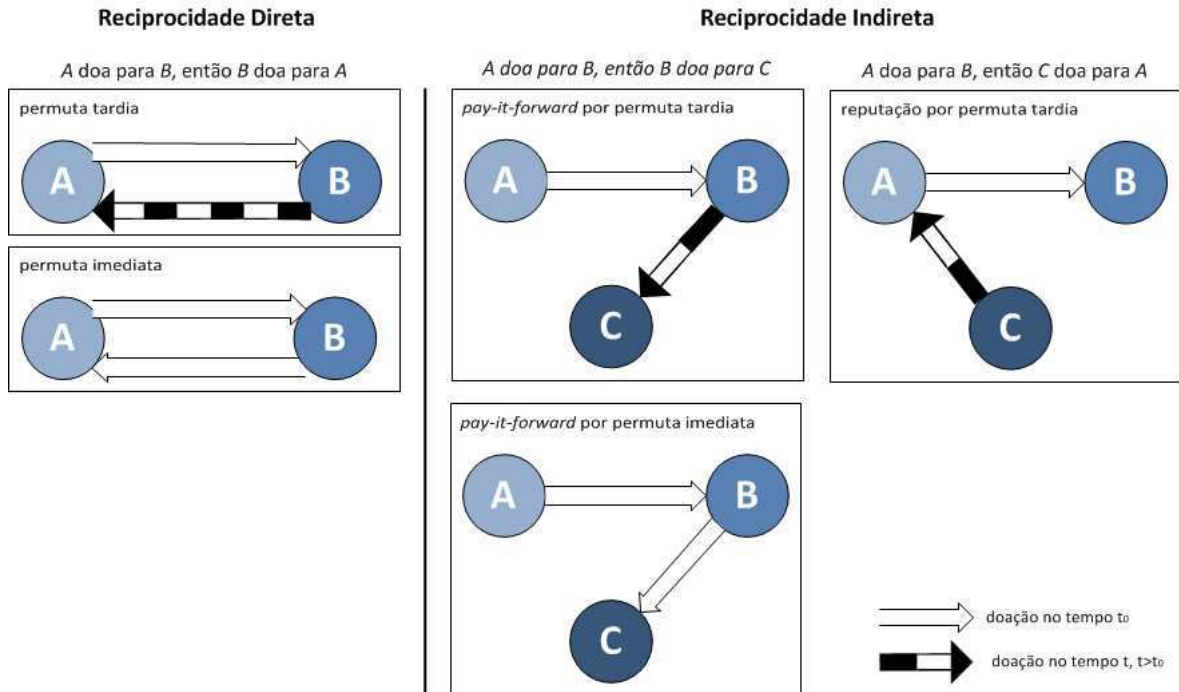 Reciprocidade Direta
A doa para B, então B doa para A
permuta tardia
A
B
permuta imediata
A
B
Reciprocidade Indireta
A doa para B, então B doa para C
pay-it-forward por permuta tardia
A
B
C
A doa para B, então C doa para A
reputação por permuta tardia
A
B
C
pay-it-forward por permuta imediata
A
B
C
doação no tempo t₀
doação no tempo t, t>t₀